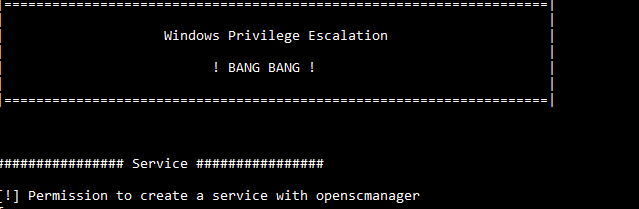 |====================================================================|
Windows Privilege Escalation
! BANG BANG !
|====================================================================|
################ Service ################
[!] Permission to create a service with openscmanager